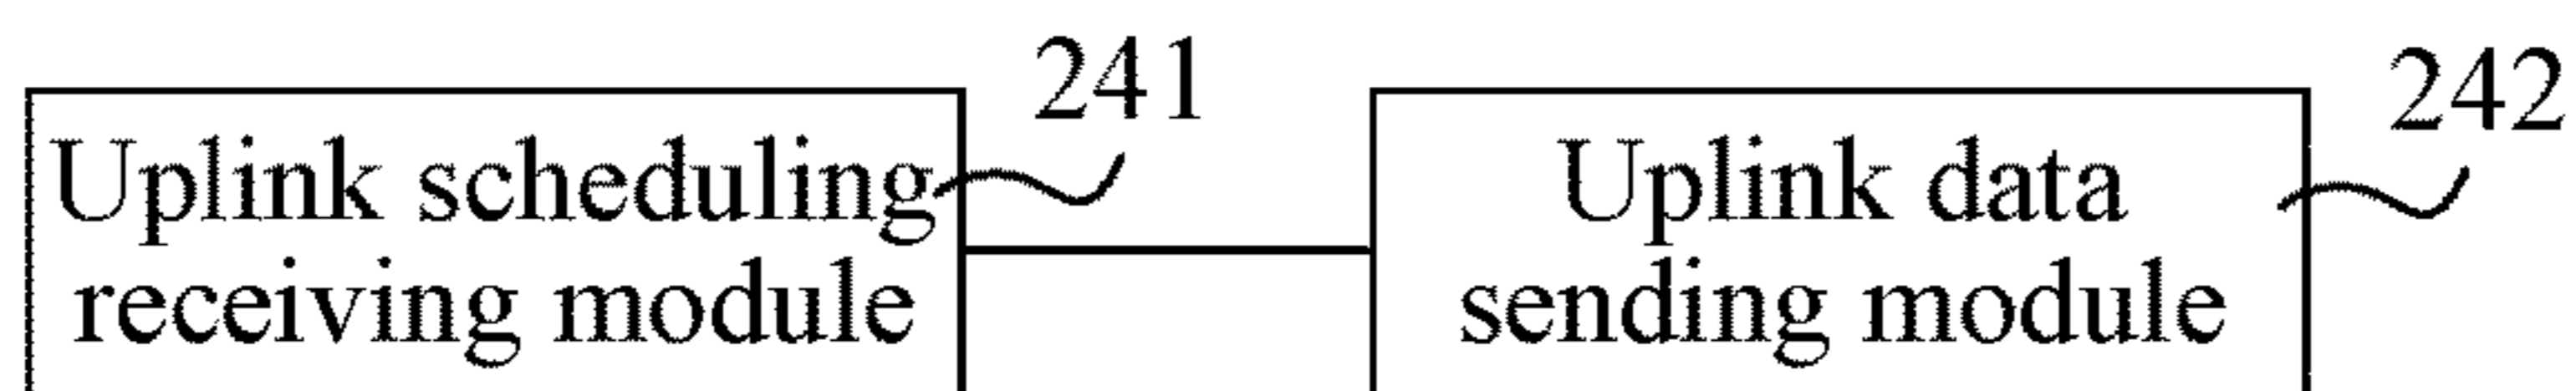 241
242
Uplink scheduling
receiving module
Uplink data
sending module